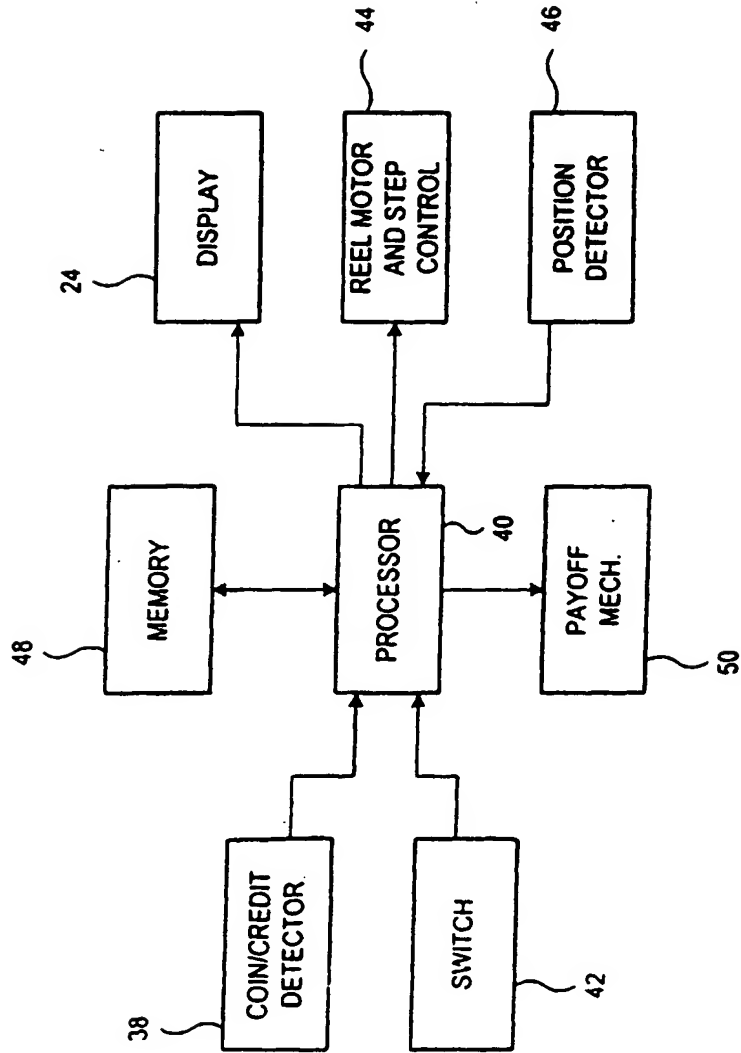 48
MEMORY
24
DISPLAY
38
COIN/CREDIT
DETECTOR
PROCESSOR
40
REEL MOTOR
AND STEP
CONTROL
44
SWITCH
42
PAYOFF
MECH.
50
POSITION
DETECTOR
46